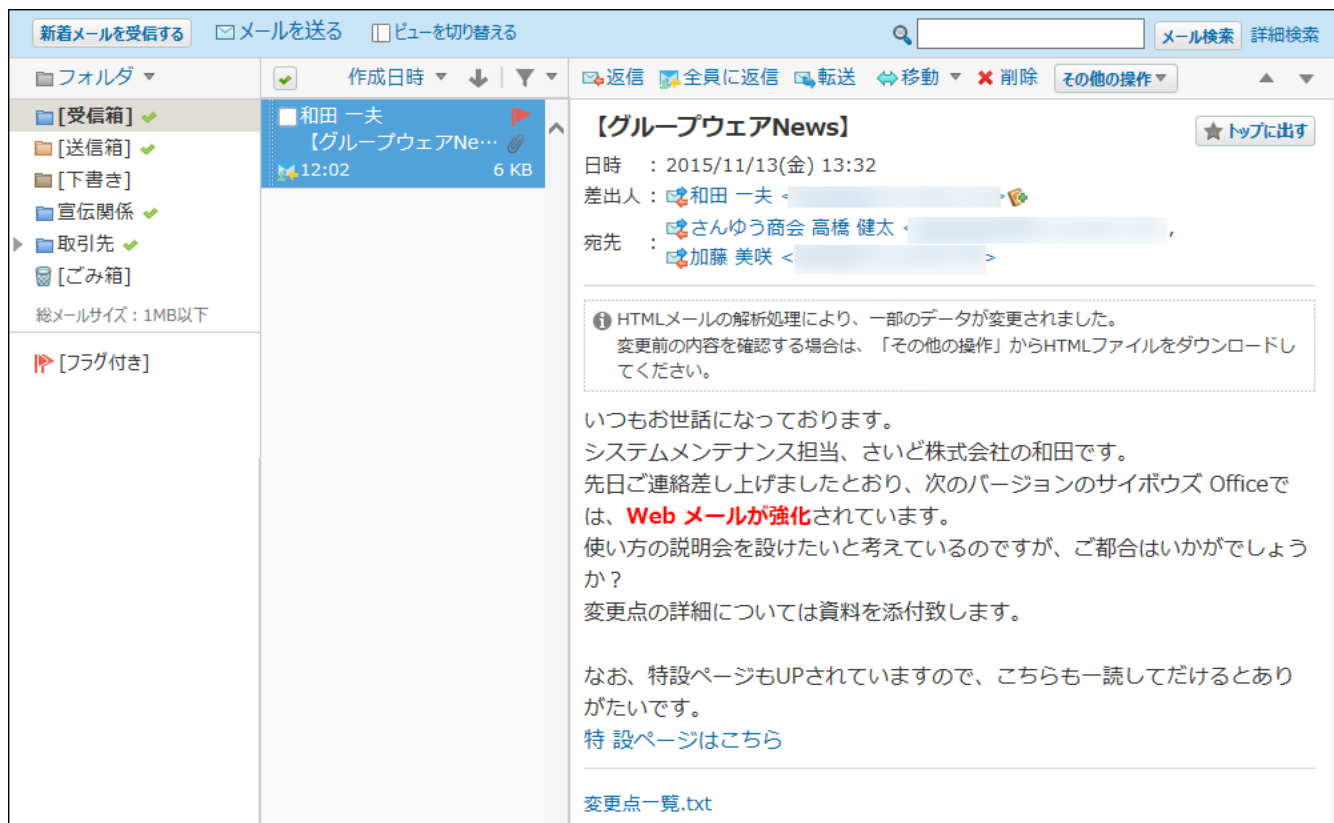 新着メールを受信する メールを送る ビューを切り替える メール検索 詳細検索
フォルダ
[受信箱]
[送信箱]
[下書き]
宣伝関係
取引先
[ごみ箱]
総メールサイズ：1MB以下
[フラグ付き]
作成日時
和田 一夫
【グループウェアNe…
12:02 6 KB
返信 全員に返信 転送 移動 削除 その他の操作
【グループウェアNews】
トップに出す
日時 ：2015/11/13(金) 13:32
差出人：和田 一夫 < >
宛先 ：さんゆう商会 高橋 健太 < ,
加藤 美咲 < >
HTMLメールの解析処理により、一部のデータが変更されました。
変更前の内容を確認する場合は、「その他の操作」からHTMLファイルをダウンロードし
てください。
いつもお世話になっております。
システムメンテナンス担当、さいど株式会社の和田です。
先日ご連絡差し上げましたとおり、次のバージョンのサイボウズ Officeで
は、Web メールが強化されています。
使い方の説明会を設けたいと考えているのですが、ご都合はいかがでしょう
か？
変更点の詳細については資料を添付致します。
なお、特設ページもUPされていますので、こちらも一読してだけるとあり
がたいです。
特 設ページはこちら
変更点一覧.txt